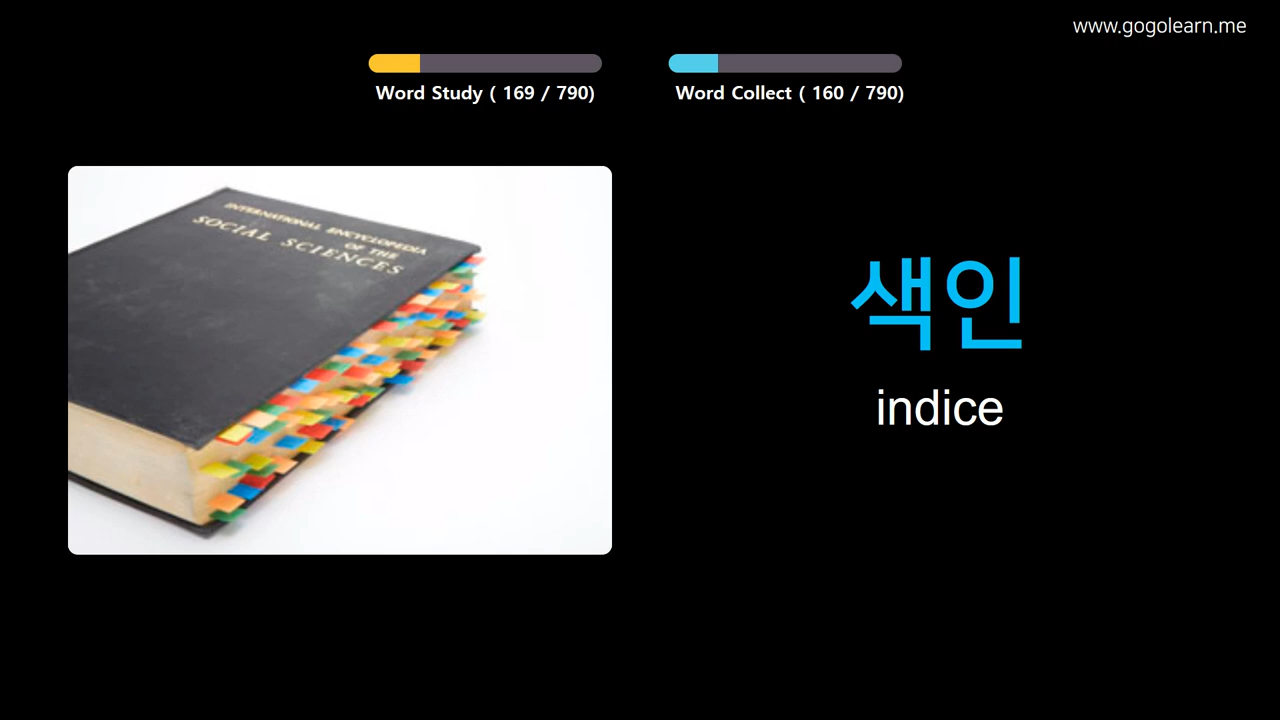 www.gogolearn.me
Word Study ( 169 / 790)
Word Collect ( 160 / 790)
INTERNATIONAL ENCYCLOPEDIA
OF THE
SOCIAL SCIENCES
색인
indice